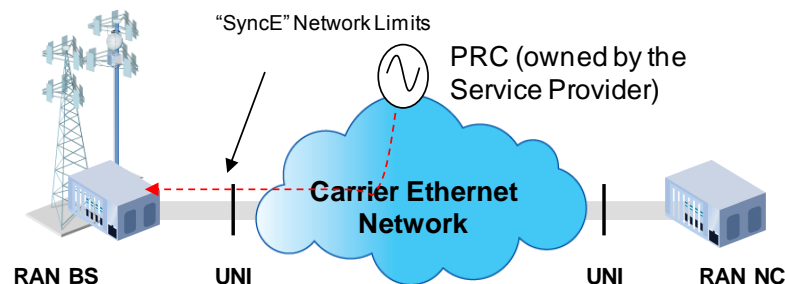 “SyncE” Network Limits
PRC (owned by the
Service Provider)
Carrier Ethernet
Network
RAN BS
UNI
UNI
RAN NC